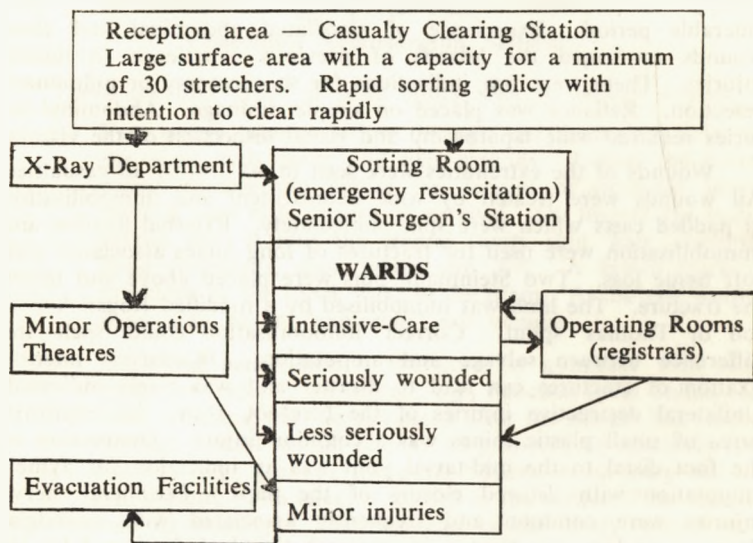 Reception area Casualty Clearing Station
Large surface area with a capacity for a minimum
of 30 stretchers. Rapid sorting policy with
intention to clear rapidly
X-Ray Department
Sorting Room
(emergency resuscitation)
Senior Surgeon's Station
WARDS
Minor Operations
Theatres
Intensive-Care
Seriously wounded
Operating Rooms
(registrars)
Less seriously
wounded
Evacuation Facilities
Minor injuries